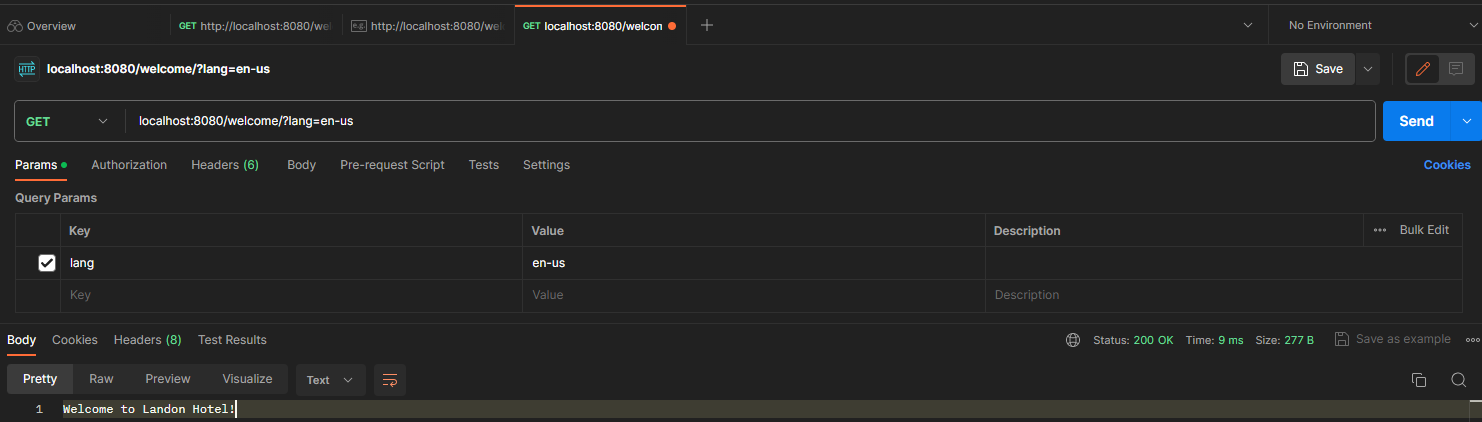 Overview GET http://localhost:8080/wel e.g. http://localhost:8080/wel GET localhost:8080/welcom No Environment
HTTP localhost:8080/welcome/?lang=en-us Save
GET localhost:8080/welcome/?lang=en-us Send
Params Authorization Headers (6) Body Pre-request Script Tests Settings Cookies
Query Params
Key Value Description Bulk Edit
lang en-us
Key Value Description
Body Cookies Headers (8) Test Results Status: 200 OK Time: 9 ms Size: 277 B Save as example
Pretty Raw Preview Visualize Text
1 Welcome to Landon Hotel!